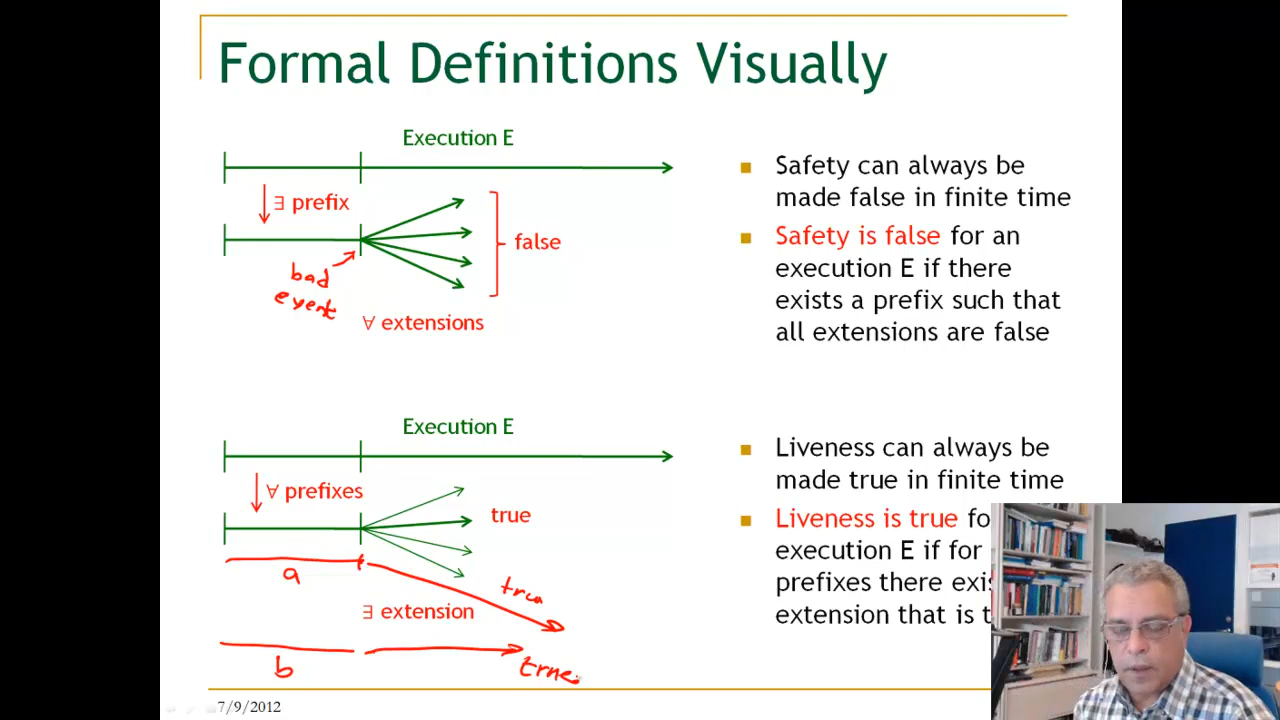 Formal Definitions Visually
Execution E
∃ prefix
false
bad
event
∀ extensions
Safety can always be
made false in finite time
Safety is false for an
execution E if there
exists a prefix such that
all extensions are false
Execution E
∀ prefixes
true
a
true
∃ extension
b
true
Liveness can always be
made true in finite time
Liveness is true
execution E if for
prefixes there
extension that is
7/9/2012